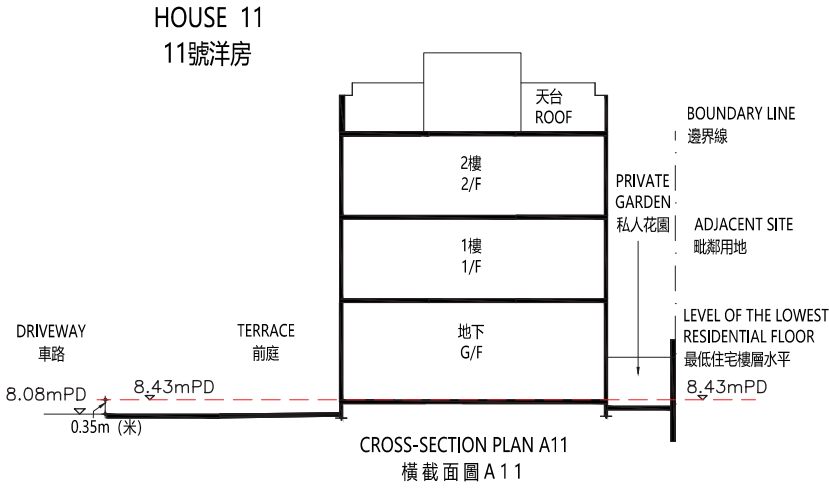 HOUSE 11
11號洋房
天台
ROOF
BOUNDARY LINE
邊界線
2樓
2/F
PRIVATE
GARDEN
私人花園
ADJACENT SITE
毗鄰用地
1樓
1/F
LEVEL OF THE LOWEST
RESIDENTIAL FLOOR
最低住宅樓層水平
DRIVEWAY
車路
TERRACE
前庭
地下
G/F
8.08mPD
8.43mPD
8.43mPD
0.35m (米)
CROSS-SECTION PLAN A11
橫截面圖A11